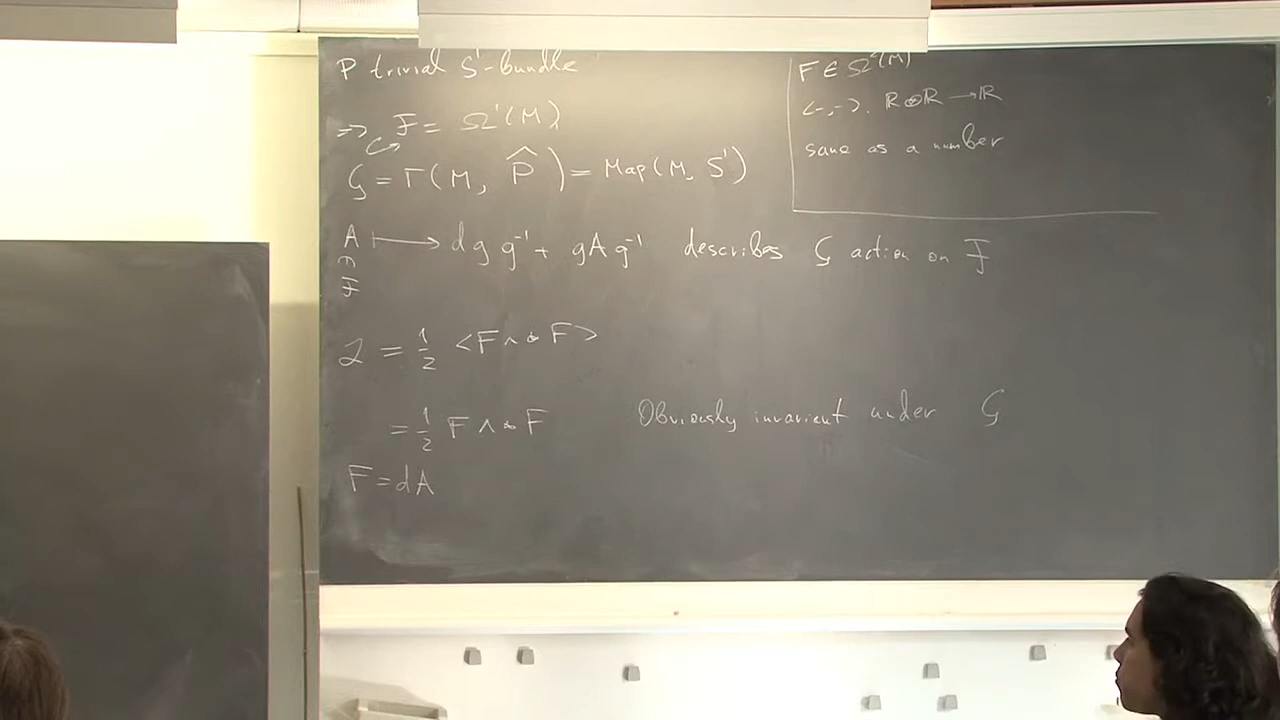 P trivial S¹-bundle
=> F = Ω¹(M)
G = Γ(M, P̂) = Map(M, S¹)
A ⟼ dg g⁻¹ + gAg⁻¹ describes G action on F
∩
F
L = 1/2 <F ∧ * F>
= 1/2 F ∧ * F Obviously invariant under G
F = dA
F ∈ Ω²(M)
<-,->: ℝ⊗ℝ → ℝ
same as a number